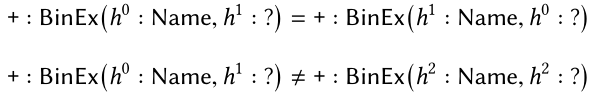 + : BinEx(h⁰ : Name, h¹ : ?) = + : BinEx(h¹ : Name, h⁰ : ?)
+ : BinEx(h⁰ : Name, h¹ : ?) ≠ + : BinEx(h² : Name, h² : ?)